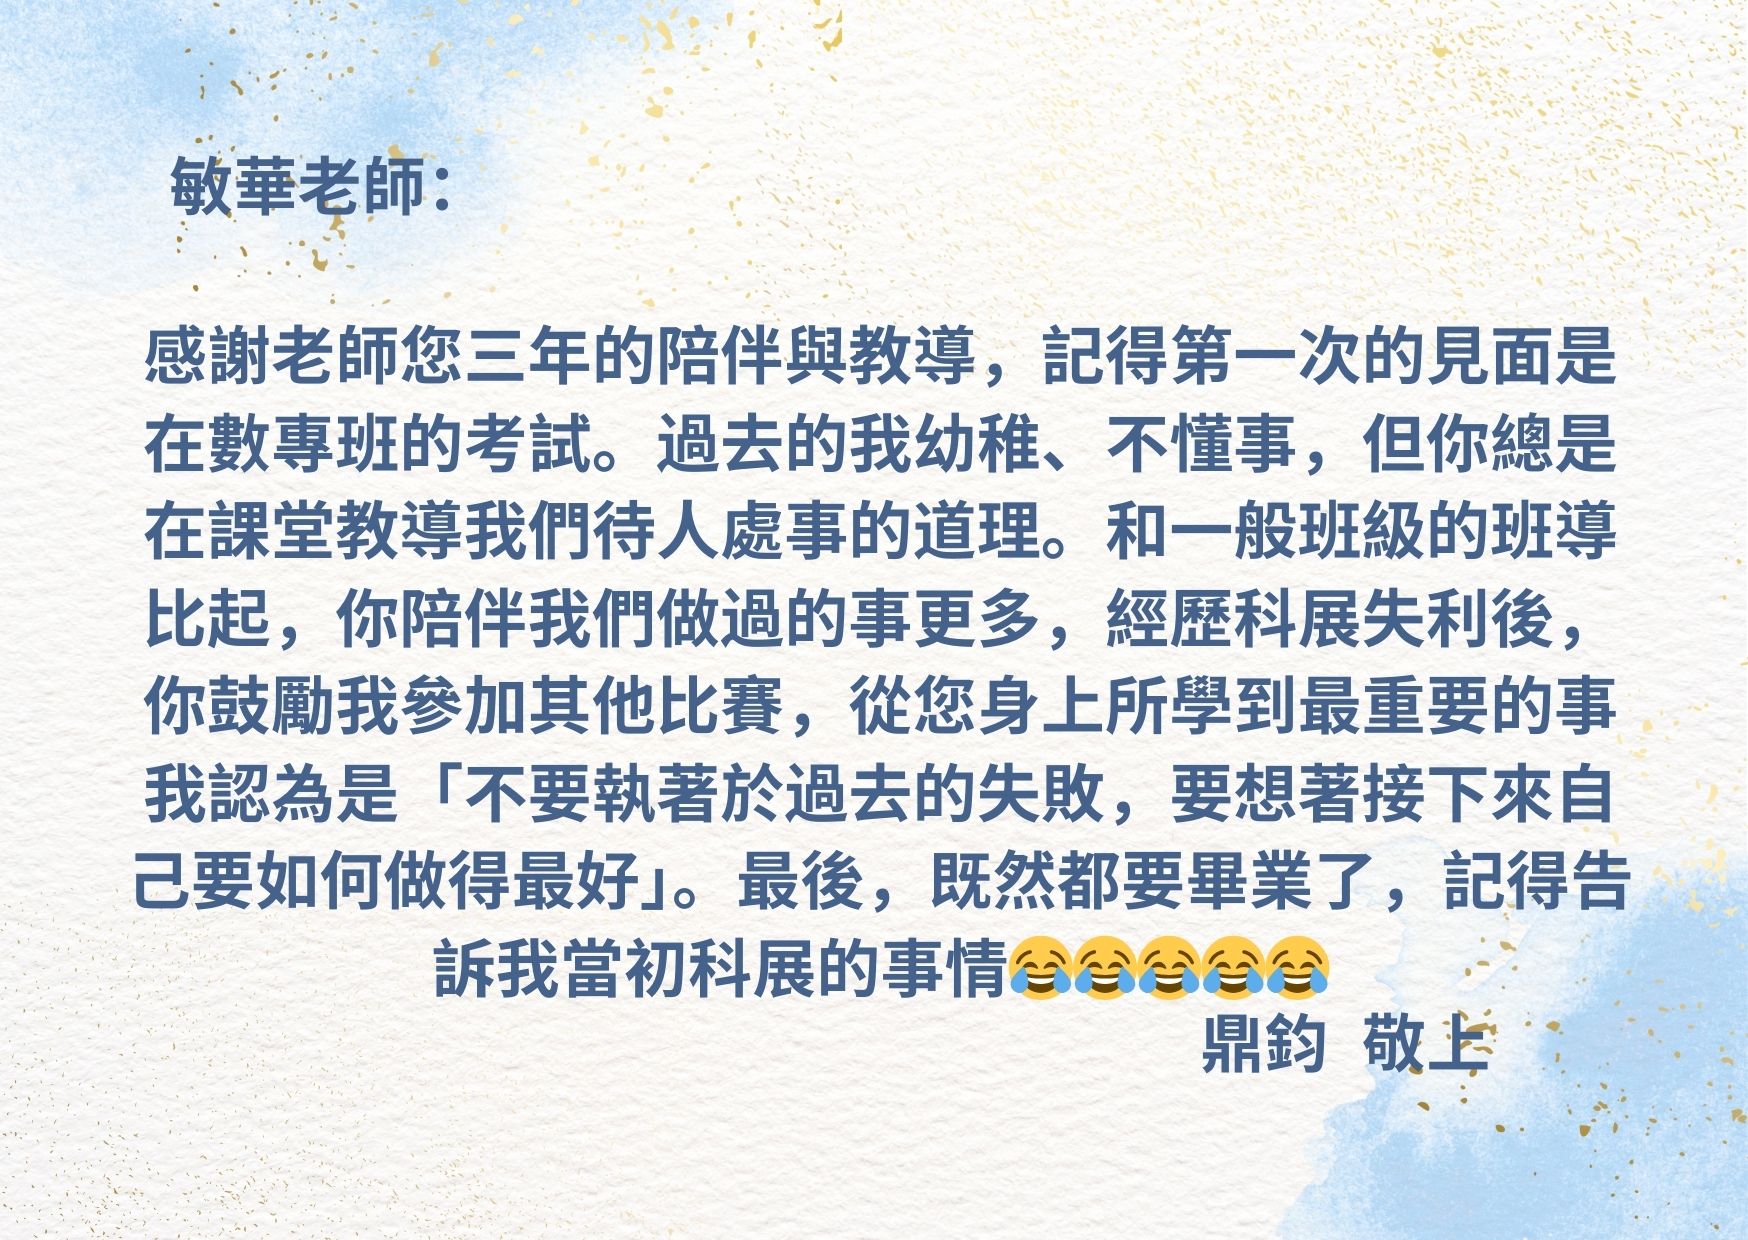 敏華老師：
感謝老師您三年的陪伴與教導，記得第一次的見面是
在數專班的考試。過去的我幼稚、不懂事，但你總是
在課堂教導我們待人處事的道理。和一般班級的班導
比起，你陪伴我們做過的事更多，經歷科展失利後，
你鼓勵我參加其他比賽，從您身上所學到最重要的事
我認為是「不要執著於過去的失敗，要想著接下來自
己要如何做得最好」。最後，既然都要畢業了，記得告
訴我當初科展的事情😂😂😂😂😂
鼎鈞 敬上